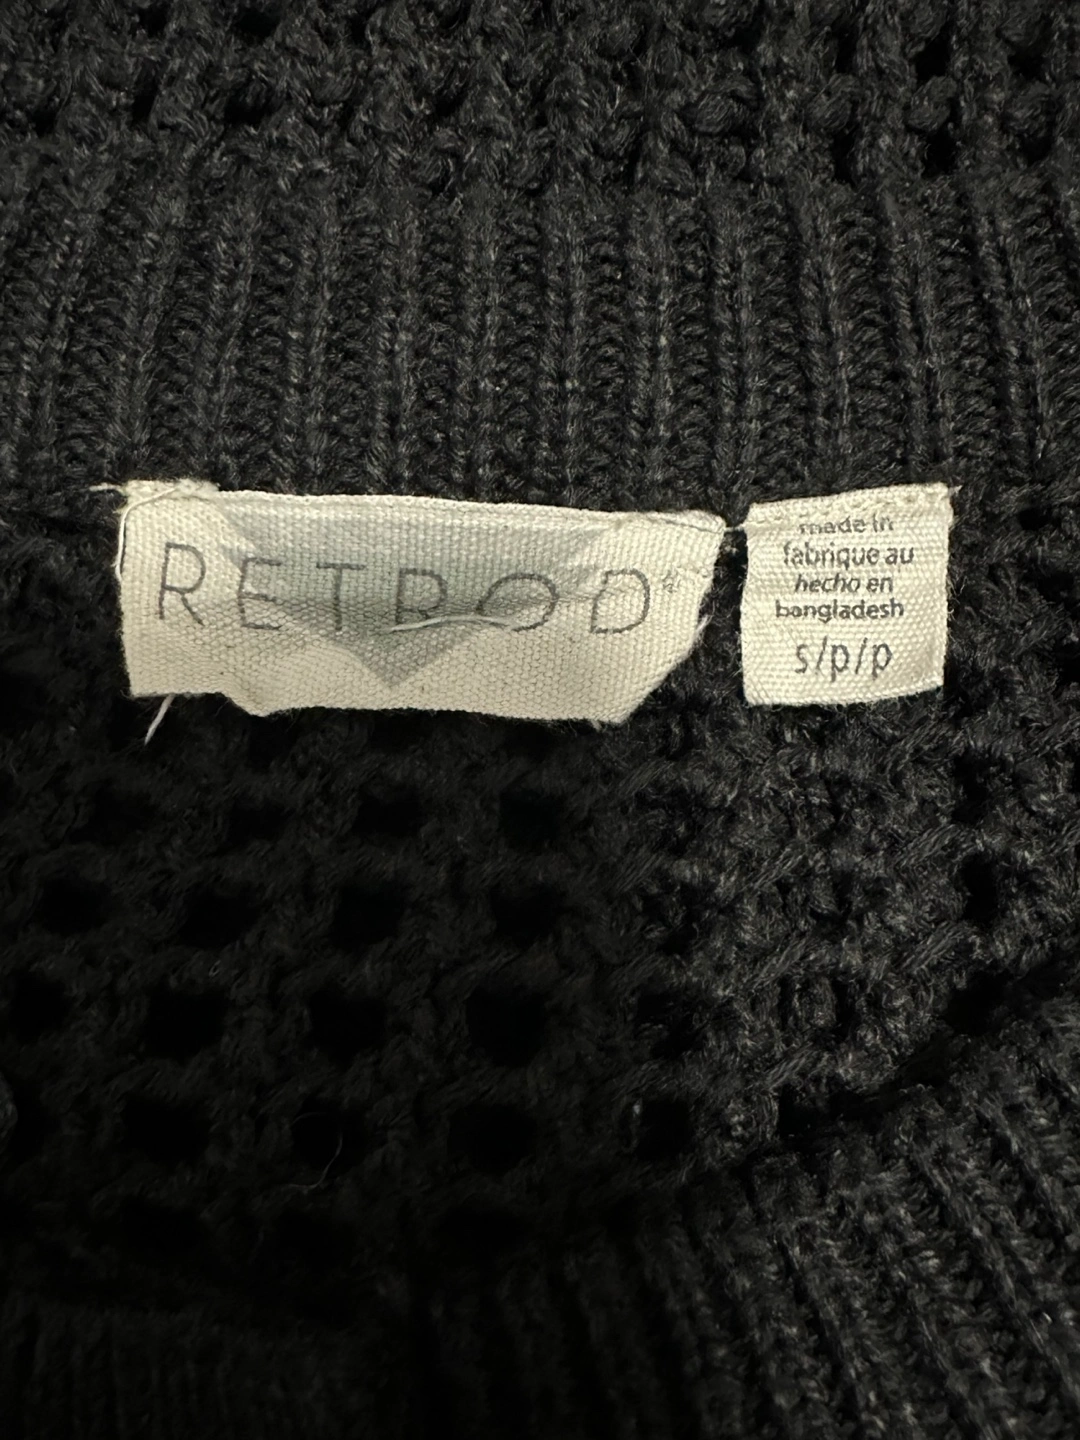 RETROD
made in
fabrique au
hecho en
bangladesh
s/p/p